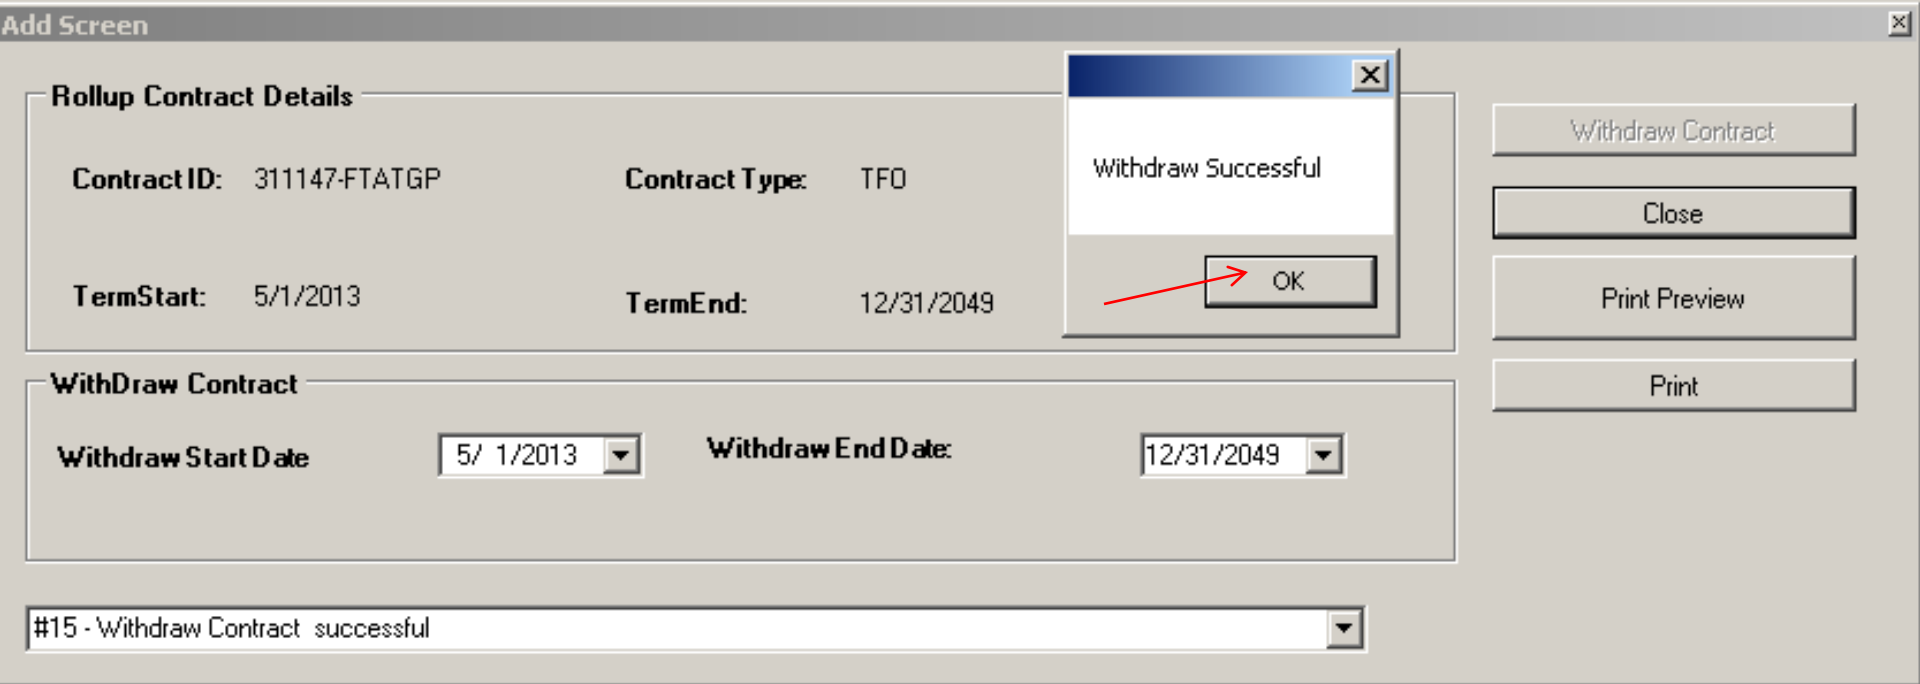 Add Screen
Rollup Contract Details
Contract ID: 311147-FTATGP
Contract Type: TFO
TermStart: 5/1/2013
TermEnd: 12/31/2049
Withdraw Successful
OK
Withdraw Contract
Close
Print Preview
Print
WithDraw Contract
Withdraw Start Date 5/ 1/2013
Withdraw End Date: 12/31/2049
#15 - Withdraw Contract  successful